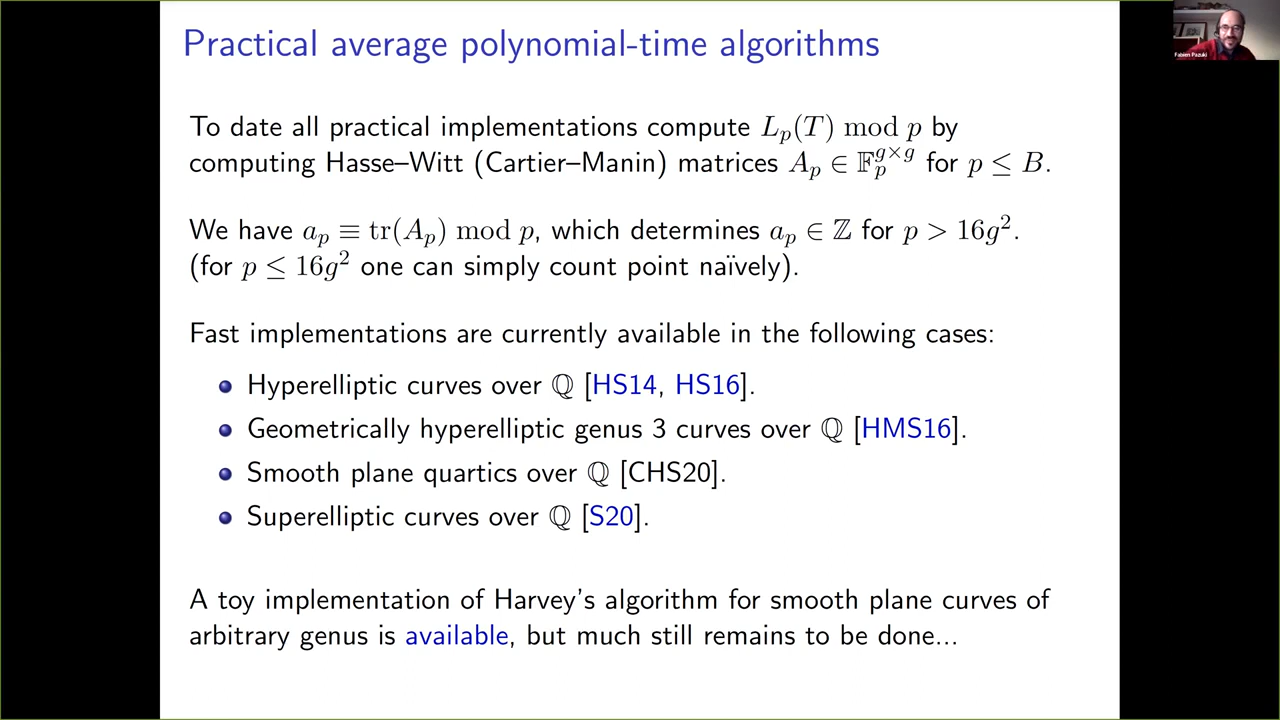 Practical average polynomial-time algorithms
Fabien Pazuki
To date all practical implementations compute L_p(T) mod p by
computing Hasse–Witt (Cartier–Manin) matrices A_p ∈ 𝔽_p^{g×g} for p ≤ B.
We have a_p ≡ tr(A_p) mod p, which determines a_p ∈ ℤ for p > 16g².
(for p ≤ 16g² one can simply count point naïvely).
Fast implementations are currently available in the following cases:
• Hyperelliptic curves over ℚ [HS14, HS16].
• Geometrically hyperelliptic genus 3 curves over ℚ [HMS16].
• Smooth plane quartics over ℚ [CHS20].
• Superelliptic curves over ℚ [S20].
A toy implementation of Harvey's algorithm for smooth plane curves of
arbitrary genus is available, but much still remains to be done...